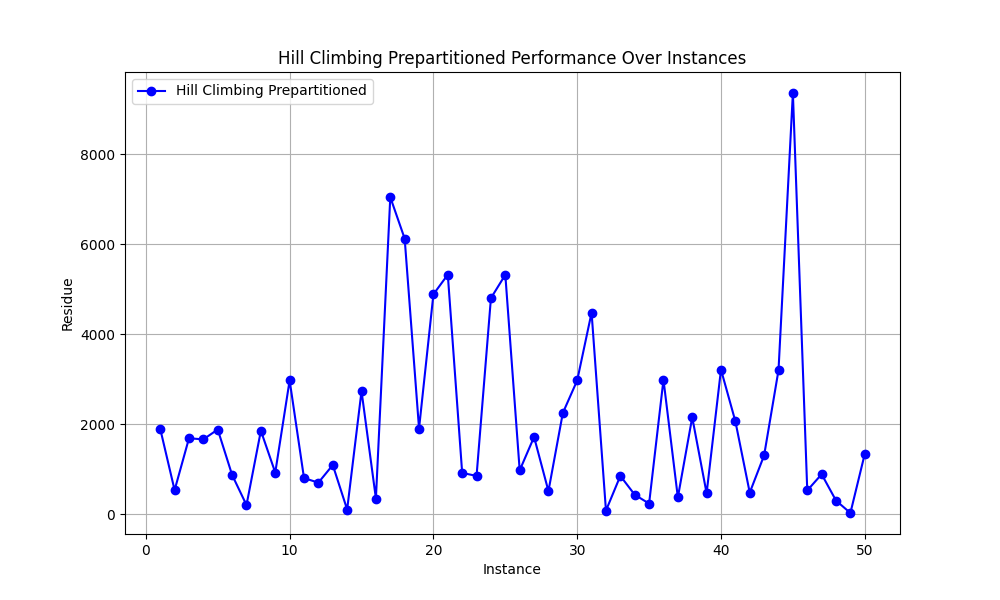 Hill Climbing Prepartitioned Performance Over Instances
Hill Climbing Prepartitioned
8000
6000
4000
2000
0
Residue
0 10 20 30 40 50
Instance